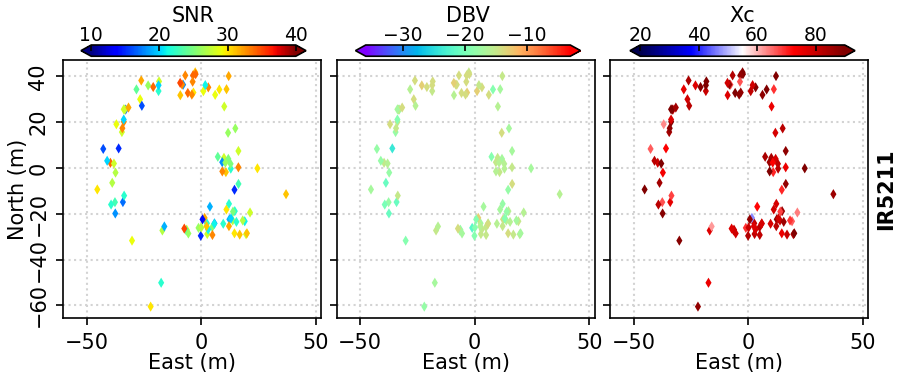 SNR DBV Xc
10 20 30 40 −30 −20 −10 20 40 60 80
40
20
0
−20
−40
−60
North (m)
IR5211
−50 0 50 −50 0 50 −50 0 50
East (m) East (m) East (m)